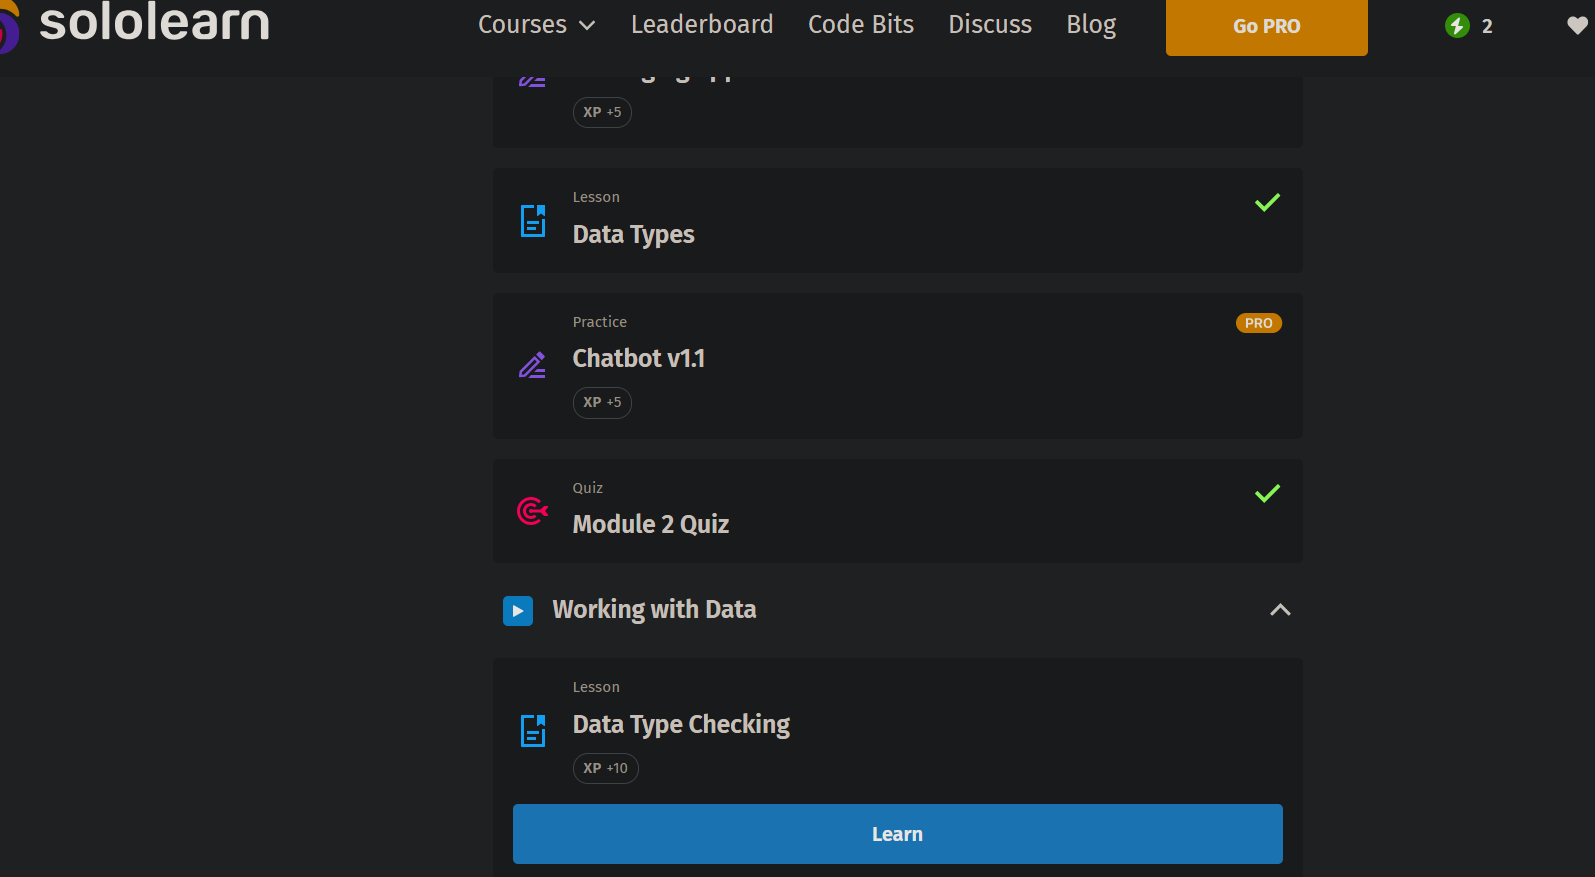 sololearn
Courses Leaderboard Code Bits Discuss Blog Go PRO 2
XP +5
Lesson
Data Types
Practice
PRO
Chatbot v1.1
XP +5
Quiz
Module 2 Quiz
Working with Data
Lesson
Data Type Checking
XP +10
Learn